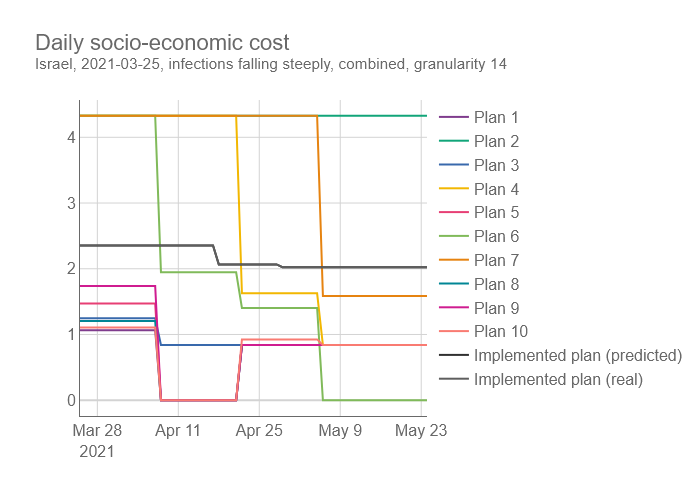 Daily socio-economic cost
Israel, 2021-03-25, infections falling steeply, combined, granularity 14
4
3
2
1
0
Mar 28
2021
Apr 11
Apr 25
May 9
May 23
Plan 1
Plan 2
Plan 3
Plan 4
Plan 5
Plan 6
Plan 7
Plan 8
Plan 9
Plan 10
Implemented plan (predicted)
Implemented plan (real)